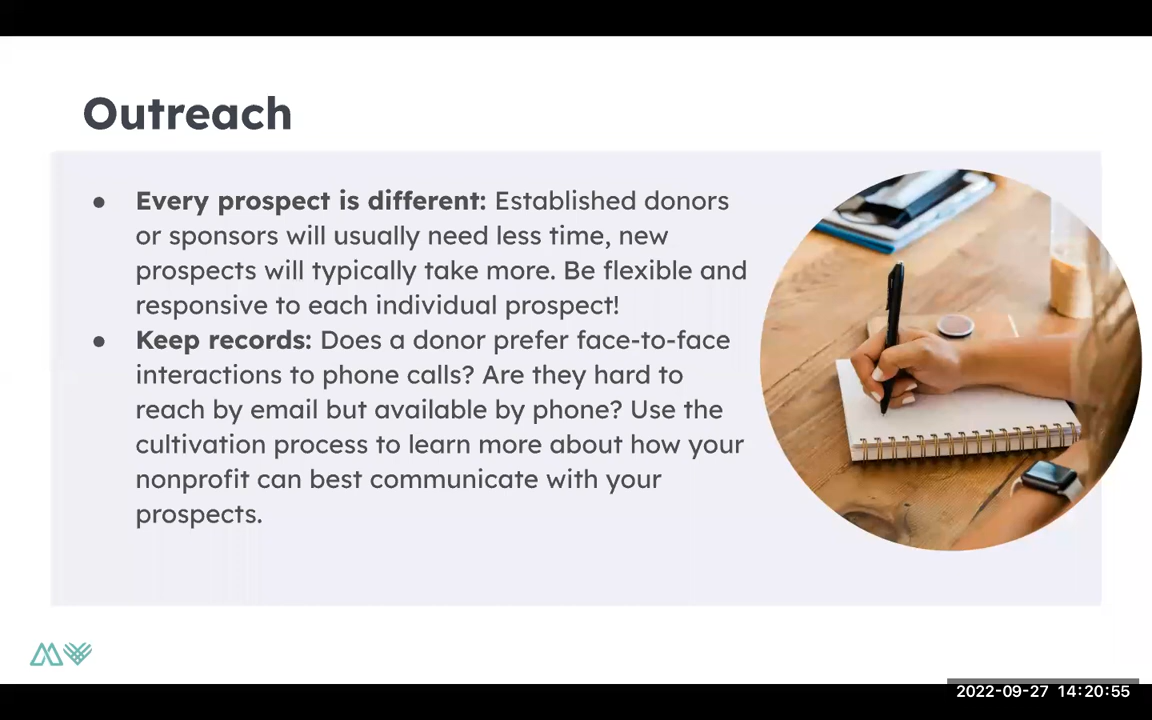 Outreach
● Every prospect is different: Established donors
or sponsors will usually need less time, new
prospects will typically take more. Be flexible and
responsive to each individual prospect!
● Keep records: Does a donor prefer face-to-face
interactions to phone calls? Are they hard to
reach by email but available by phone? Use the
cultivation process to learn more about how your
nonprofit can best communicate with your
prospects.
2022-09-27 14:20:55